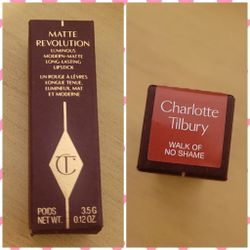 MATTE
REVOLUTION
LUMINOUS
MODERN-MATTE
LONG-LASTING
LIPSTICK
UN ROUGE À LÈVRES
LONGUE TENUE,
LUMINEUX, MAT
ET MODERNE
CT
POIDS
NET WT.
3.5 G
0.12 OZ.
Charlotte
Tilbury
WALK OF
NO SHAME